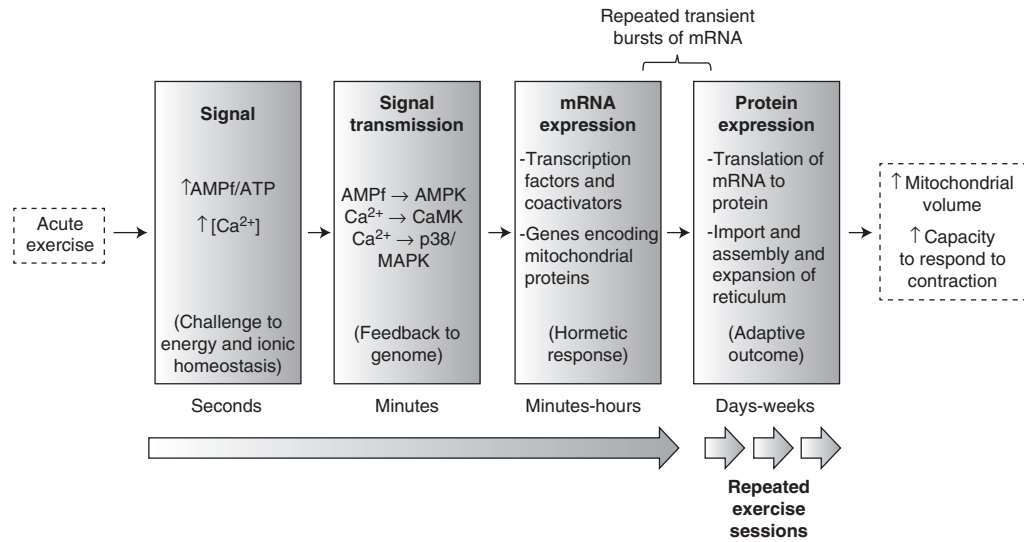 Repeated transient
bursts of mRNA
Acute
exercise
Signal
↑AMPf/ATP
↑ [Ca²⁺]
(Challenge to
energy and ionic
homeostasis)
Seconds
Signal
transmission
AMPf → AMPK
Ca²⁺ → CaMK
Ca²⁺ → p38/
MAPK
(Feedback to
genome)
Minutes
mRNA
expression
-Transcription
factors and
coactivators
-Genes encoding
mitochondrial
proteins
(Hormetic
response)
Minutes-hours
Protein
expression
-Translation of
mRNA to
protein
-Import and
assembly and
expansion of
reticulum
(Adaptive
outcome)
Days-weeks
↑ Mitochondrial
volume
↑ Capacity
to respond to
contraction
Repeated
exercise
sessions